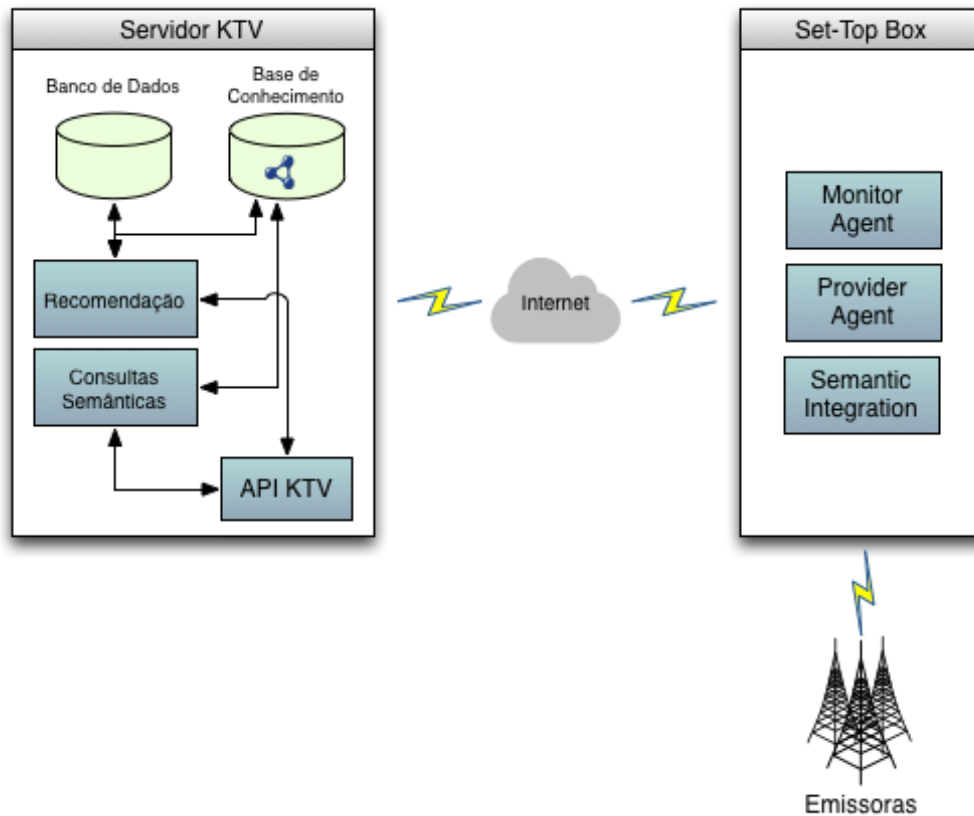 Servidor KTV
Banco de Dados
Base de
Conhecimento
Recomendação
Consultas
Semânticas
API KTV
Internet
Set-Top Box
Monitor
Agent
Provider
Agent
Semantic
Integration
Emissoras